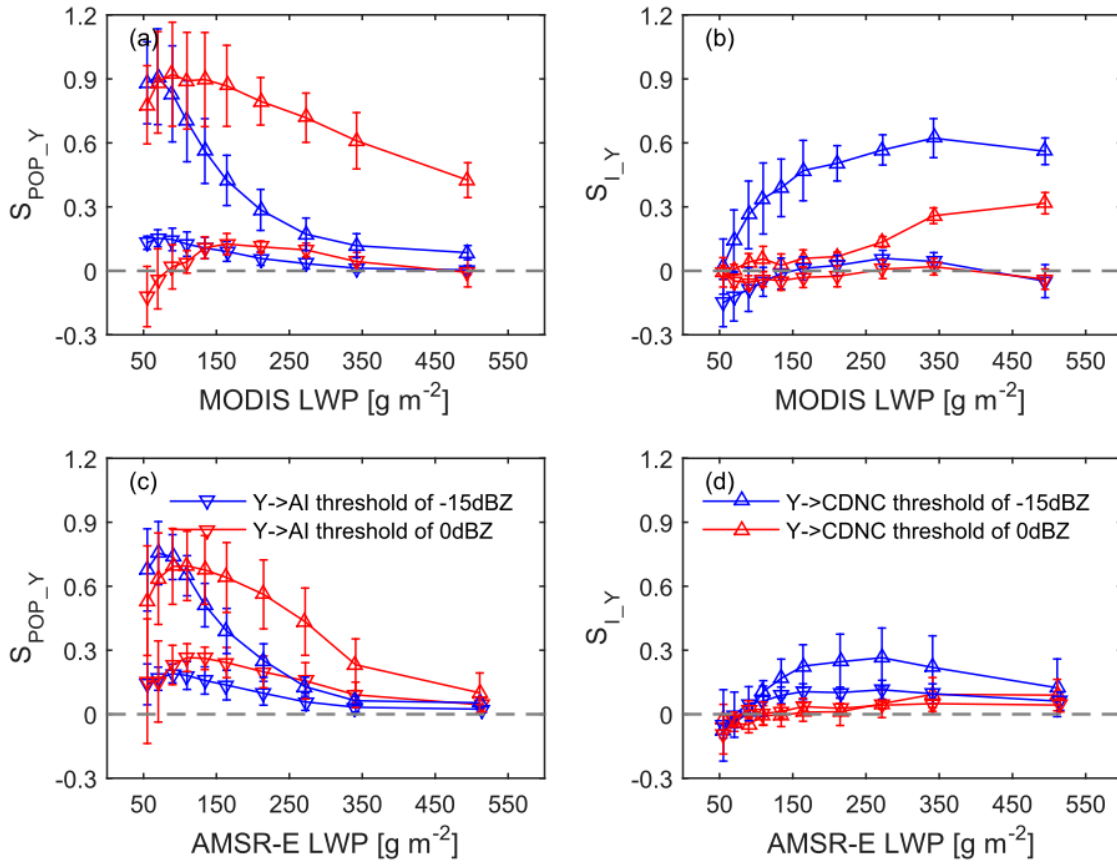 (a)
1.2
0.9
0.6
0.3
0
-0.3
S_POP_Y
50 150 250 350 450 550
MODIS LWP [g m-2]
(b)
1.2
0.9
0.6
0.3
0
-0.3
S_I_Y
50 150 250 350 450 550
MODIS LWP [g m-2]
(c)
Y->AI threshold of -15dBZ
Y->AI threshold of 0dBZ
1.2
0.9
0.6
0.3
0
-0.3
S_POP_Y
50 150 250 350 450 550
AMSR-E LWP [g m-2]
(d)
Y->CDNC threshold of -15dBZ
Y->CDNC threshold of 0dBZ
1.2
0.9
0.6
0.3
0
-0.3
S_I_Y
50 150 250 350 450 550
AMSR-E LWP [g m-2]